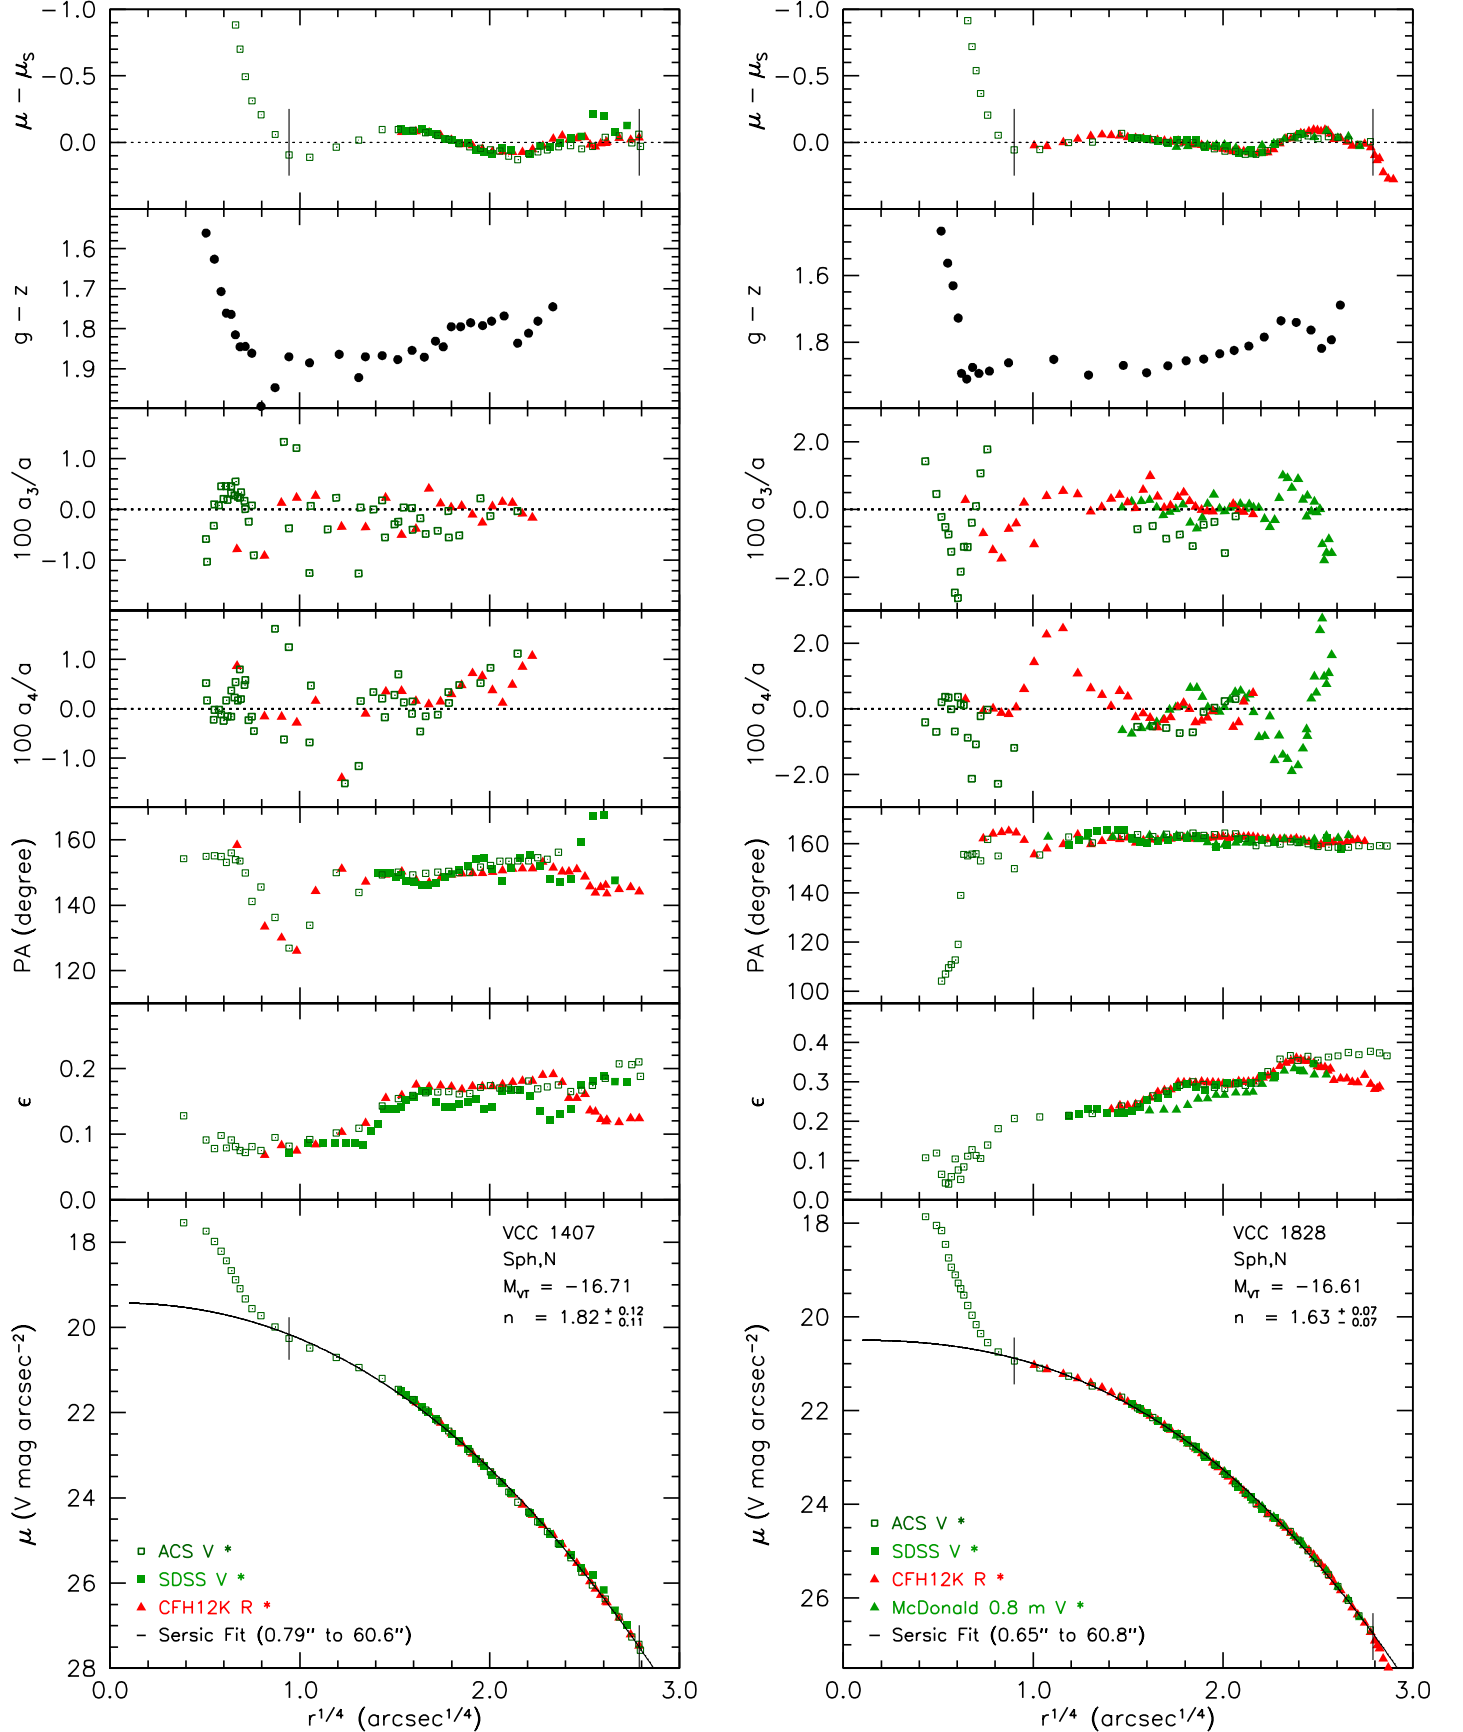 −1.0
−0.5
0.0
μ − μS
1.6
1.7
1.8
1.9
g − z
1.0
0.0
−1.0
100 a3/a
1.0
0.0
−1.0
100 a4/a
160
140
120
PA (degree)
0.2
0.1
0.0
ε
18
20
22
24
26
28
μ (V mag arcsec−2)
VCC 1407
Sph,N
MVT = −16.71
n = 1.82 + 0.12 − 0.11
ACS V *
SDSS V *
CFH12K R *
− Sersic Fit (0.79″ to 60.6″)
0.0 1.0 2.0 3.0
r1/4 (arcsec1/4)
−1.0
−0.5
0.0
μ − μS
1.6
1.8
g − z
2.0
0.0
−2.0
100 a3/a
2.0
0.0
−2.0
100 a4/a
160
140
120
100
PA (degree)
0.4
0.3
0.2
0.1
0.0
ε
18
20
22
24
26
μ (V mag arcsec−2)
VCC 1828
Sph,N
MVT = −16.61
n = 1.63 + 0.07 − 0.07
ACS V *
SDSS V *
CFH12K R *
McDonald 0.8 m V *
− Sersic Fit (0.65″ to 60.8″)
0.0 1.0 2.0 3.0
r1/4 (arcsec1/4)